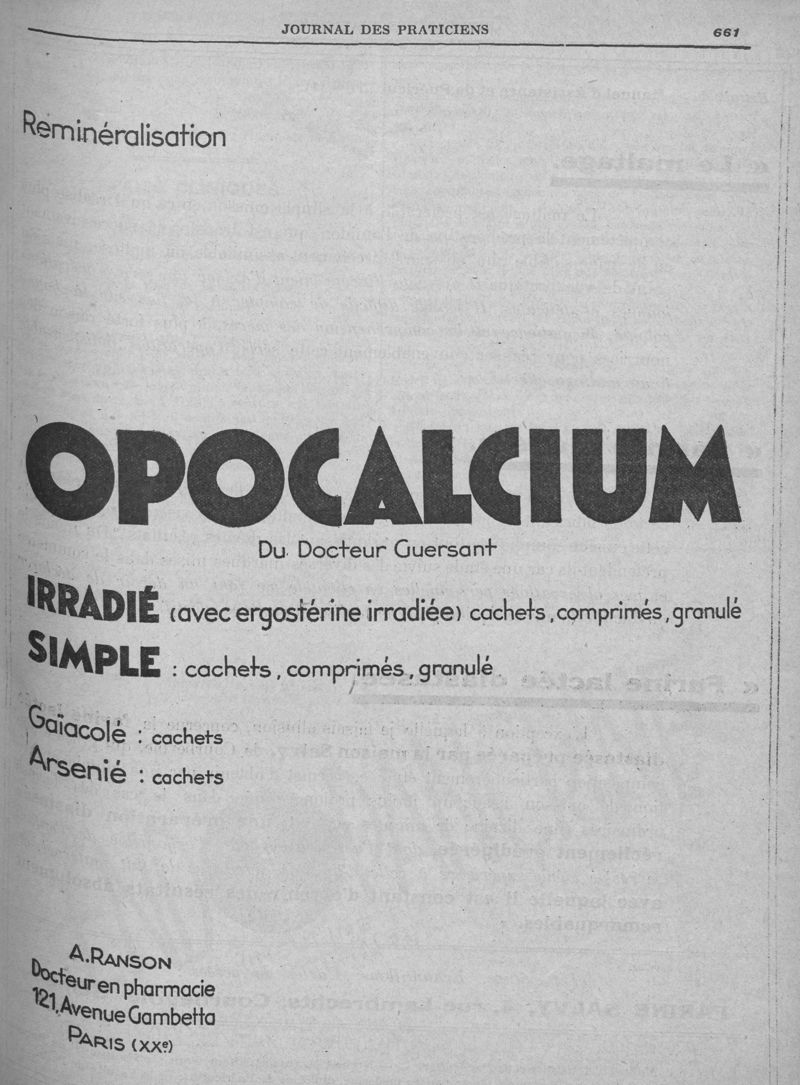 JOURNAL DES PRATICIENS 661
Reminéralisation
OPOCALCIUM
Du Docteur Guersant
IRRADIÉ (avec ergostérine irradiée) cachets, comprimés, granulé
SIMPLE : cachets, comprimés, granulé
Gaïacolé : cachets
Arsenié : cachets
A. RANSON
Docteur en pharmacie
121, Avenue Gambetta
PARIS (XXe)